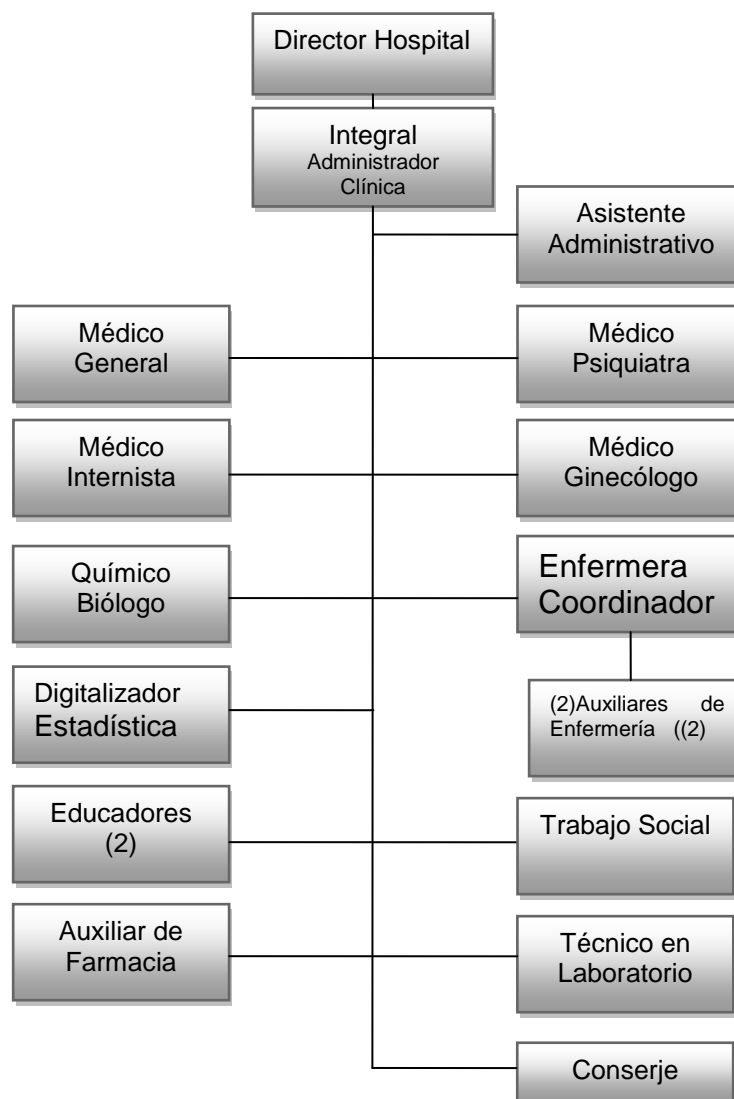 Director Hospital
Integral
Administrador
Clínica
Asistente
Administrativo
Médico
General
Médico
Psiquiatra
Médico
Internista
Médico
Ginecólogo
Químico
Biólogo
Enfermera
Coordinador
Digitalizador
Estadística
(2)Auxiliares de
Enfermería ((2)
Educadores
(2)
Trabajo Social
Auxiliar de
Farmacia
Técnico en
Laboratorio
Conserje